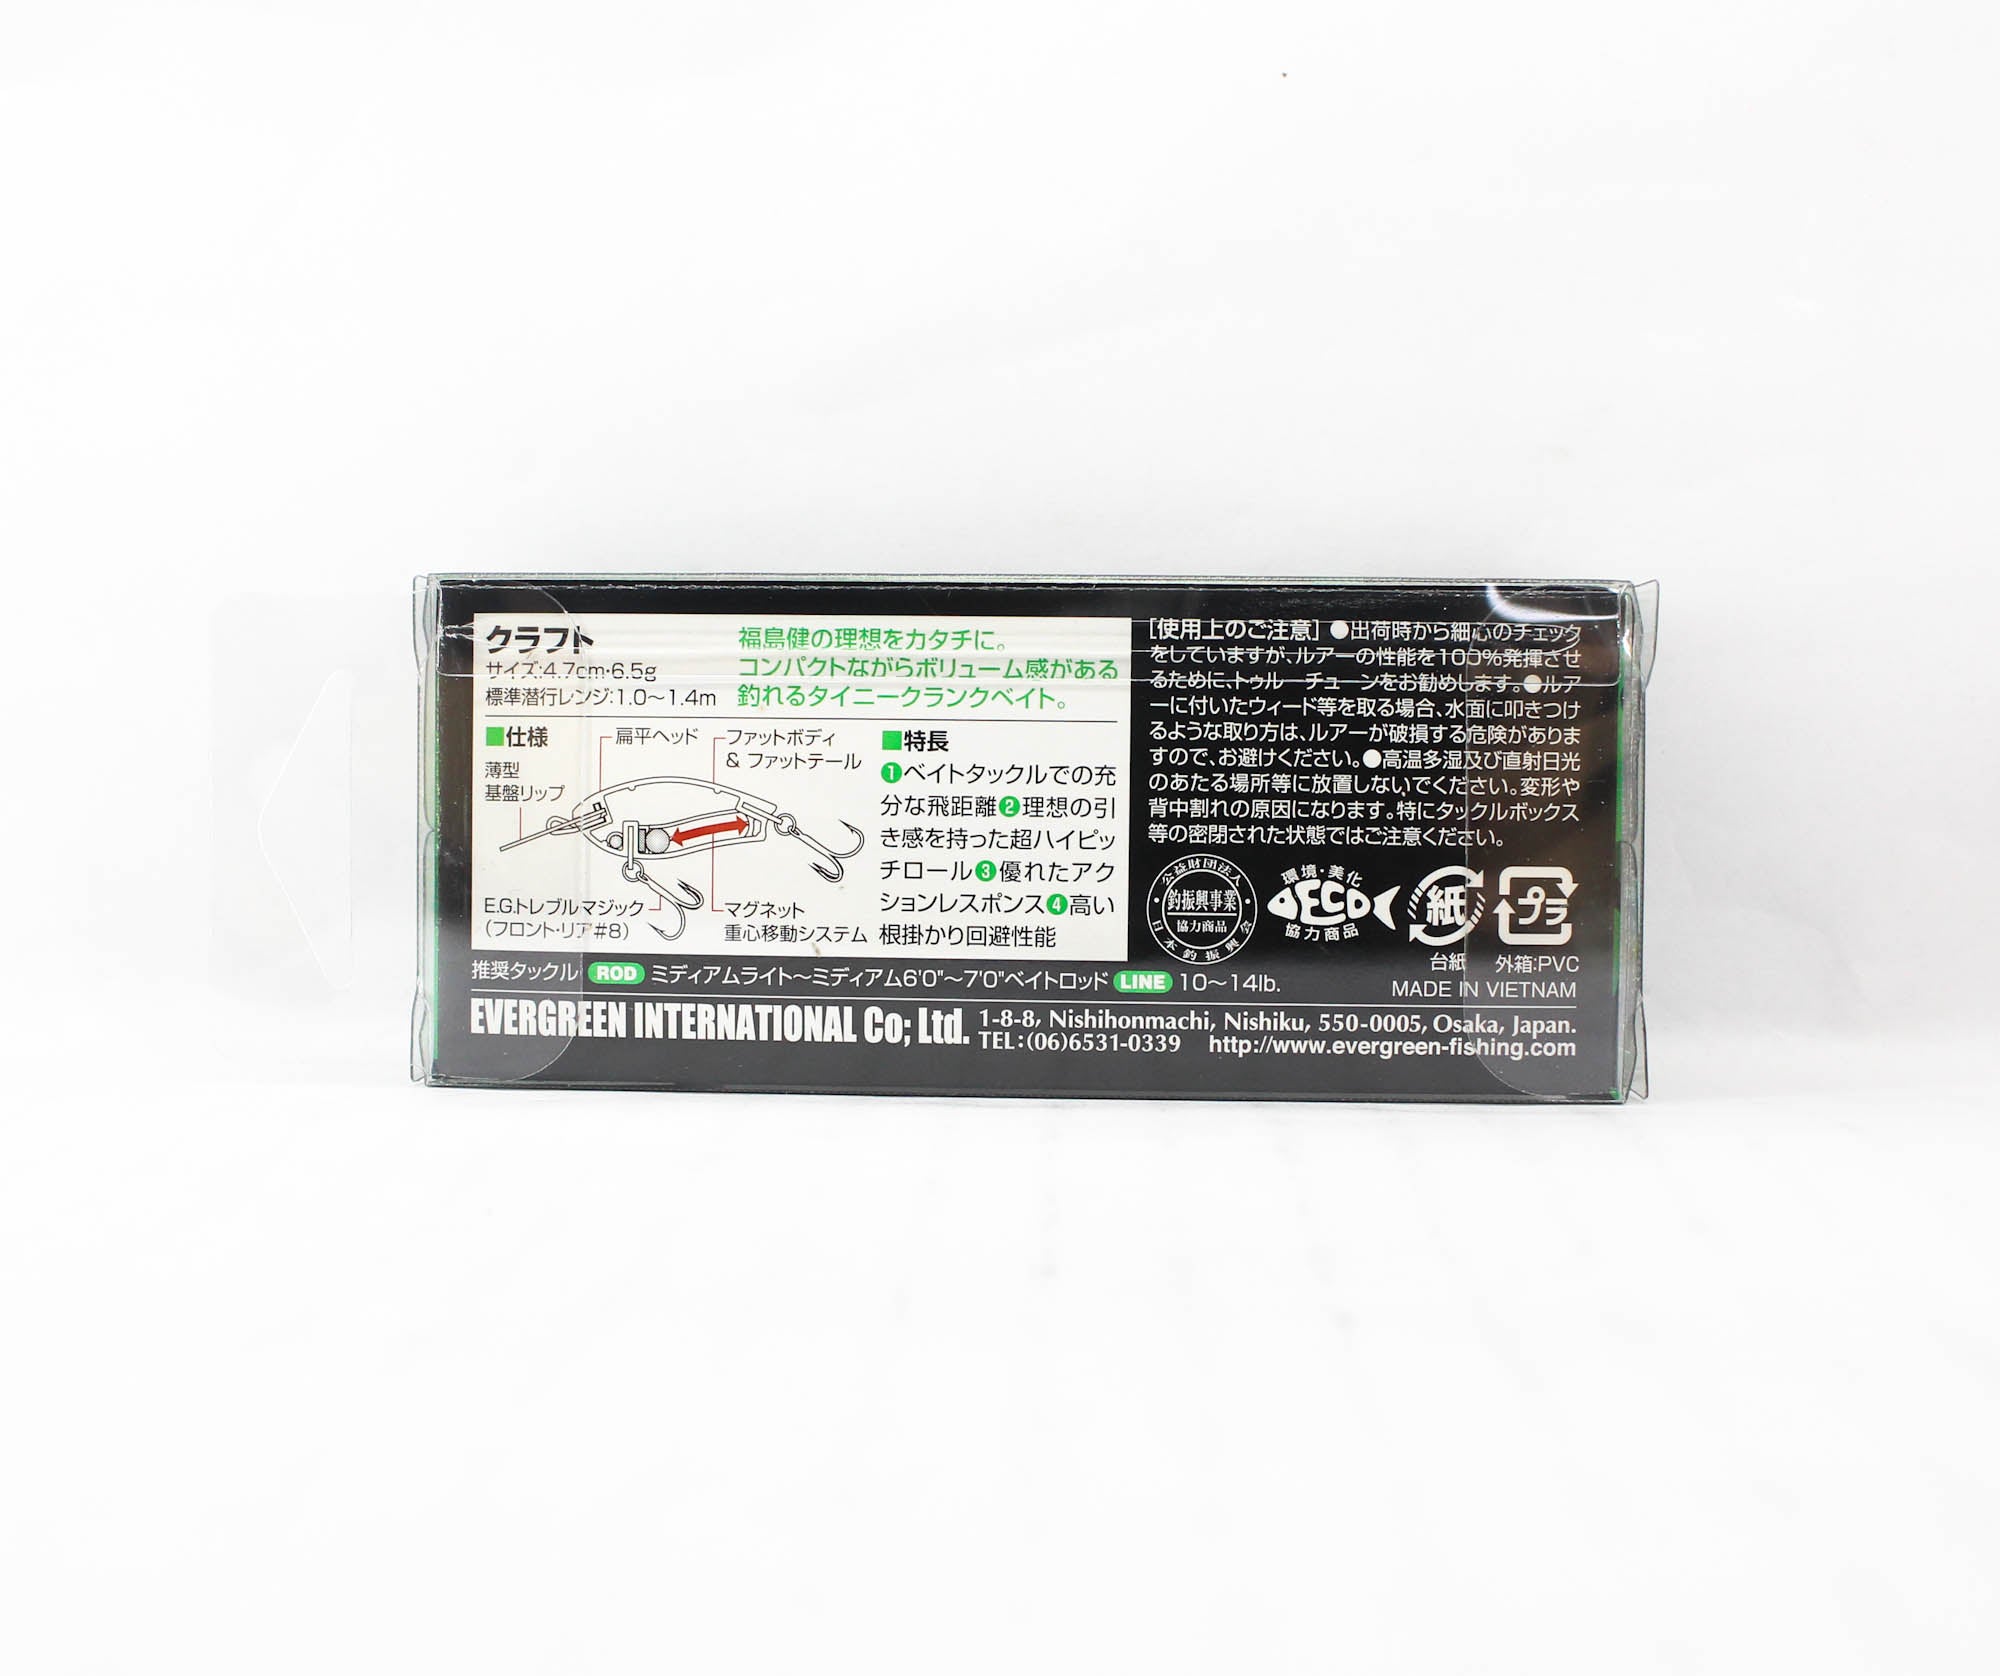 クラフト
サイズ:4.7cm・6.5g
標準潜行レンジ:1.0〜1.4m
福島健の理想をカタチに。
コンパクトながらボリューム感がある
釣れるタイニークランクベイト。
■仕様
扁平ヘッド
ファットボディ
& ファットテール
薄型
基盤リップ
E.G.トレブルマジック
(フロント・リア#8)
マグネット
重心移動システム
■特長
❶ベイトタックルでの充
分な飛距離❷理想の引
き感を持った超ハイピッ
チロール❸優れたアク
ションレスポンス❹高い
根掛かり回避性能
[使用上のご注意] ●出荷時から細心のチェック
をしていますが、ルアーの性能を100%発揮させ
るために、トゥルーチューンをお勧めします。●ルア
ーに付いたウィード等を取る場合、水面に叩きつけ
るような取り方は、ルアーが破損する危険がありま
すので、お避けください。●高温多湿及び直射日光
のあたる場所等に放置しないでください。変形や
背中割れの原因になります。特にタックルボックス
等の密閉された状態ではご注意ください。
公益財団法人
釣振興事業
協力商品
日本釣振興会
環境・美化
ECO
協力商品
紙
プラ
台紙 外箱:PVC
MADE IN VIETNAM
推奨タックル ROD ミディアムライト〜ミディアム6'0"〜7'0"ベイトロッド LINE 10〜14lb.
EVERGREEN INTERNATIONAL Co; Ltd.
1-8-8, Nishihonmachi, Nishiku, 550-0005, Osaka, Japan.
TEL:(06)6531-0339 http://www.evergreen-fishing.com